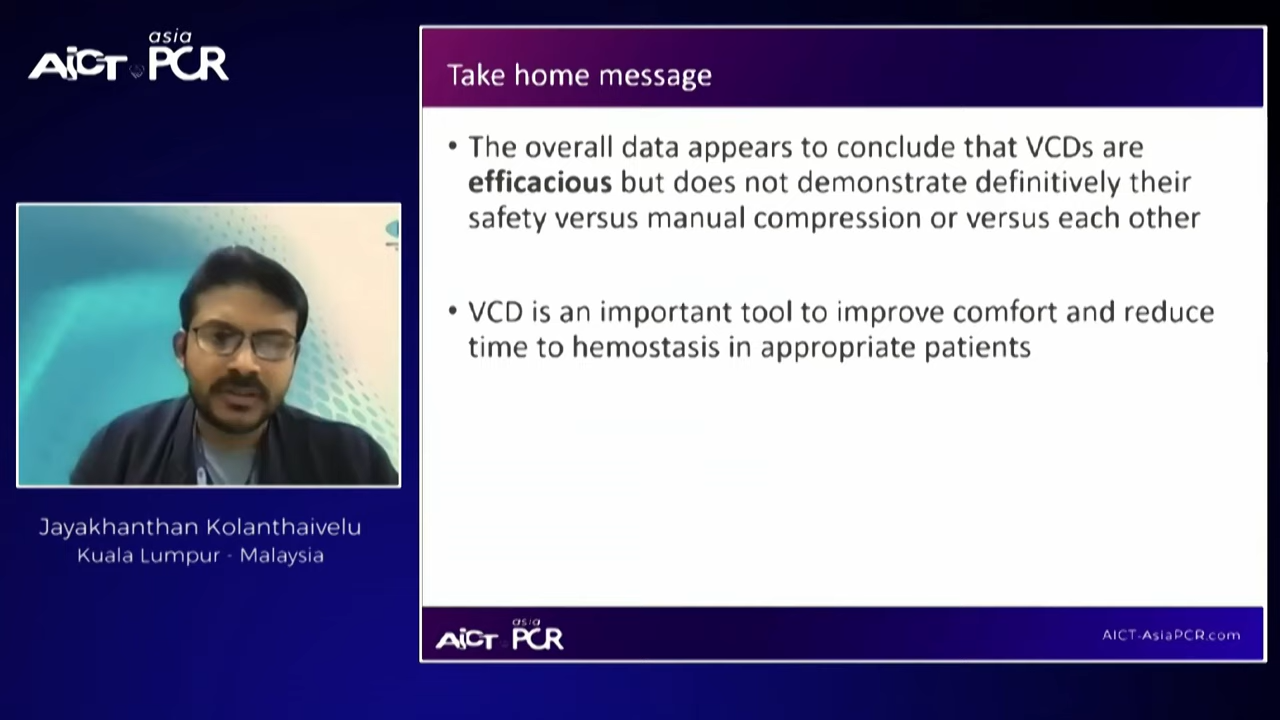 asia
AICT PCR
Take home message
• The overall data appears to conclude that VCDs are
efficacious but does not demonstrate definitively their
safety versus manual compression or versus each other
• VCD is an important tool to improve comfort and reduce
time to hemostasis in appropriate patients
Jayakhanthan Kolanthaivelu
Kuala Lumpur - Malaysia
asia
AICT PCR
AICT-AsiaPCR.com